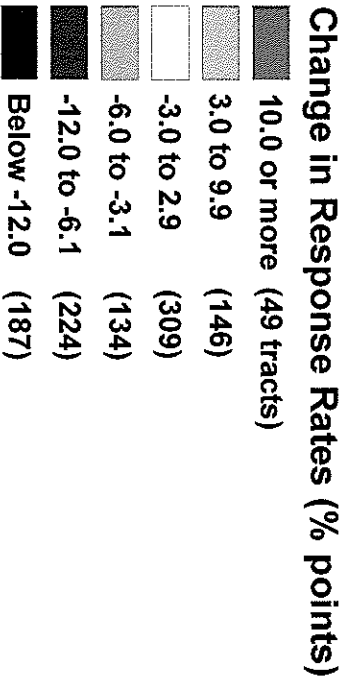 Change in Response Rates (% points)
10.0 or more (49 tracts)
3.0 to 9.9 (146)
-3.0 to 2.9 (309)
-6.0 to -3.1 (134)
-12.0 to -6.1 (224)
Below -12.0 (187)